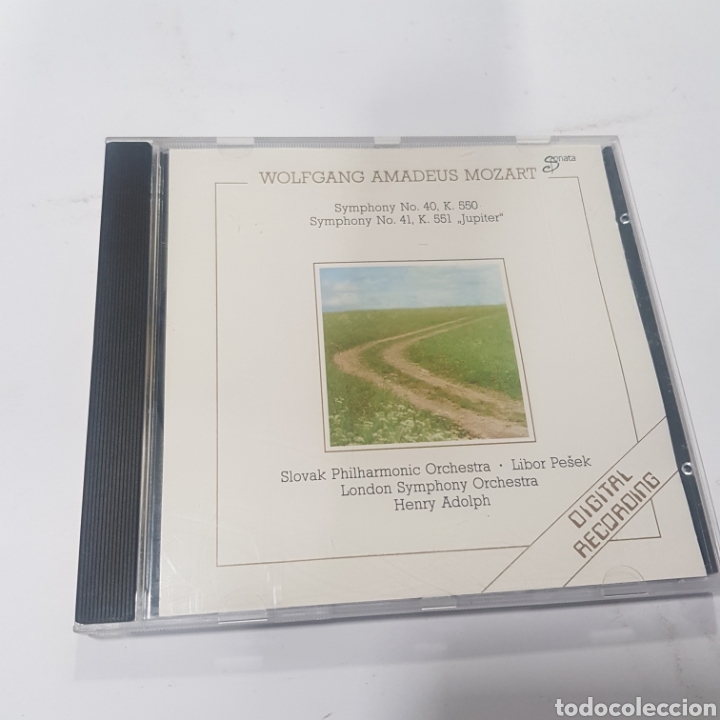 Sonata
WOLFGANG AMADEUS MOZART
Symphony No. 40, K. 550
Symphony No. 41, K. 551 „Jupiter"
Slovak Philharmonic Orchestra · Libor Pešek
London Symphony Orchestra
Henry Adolph
DIGITAL
RECORDING
todocoleccion